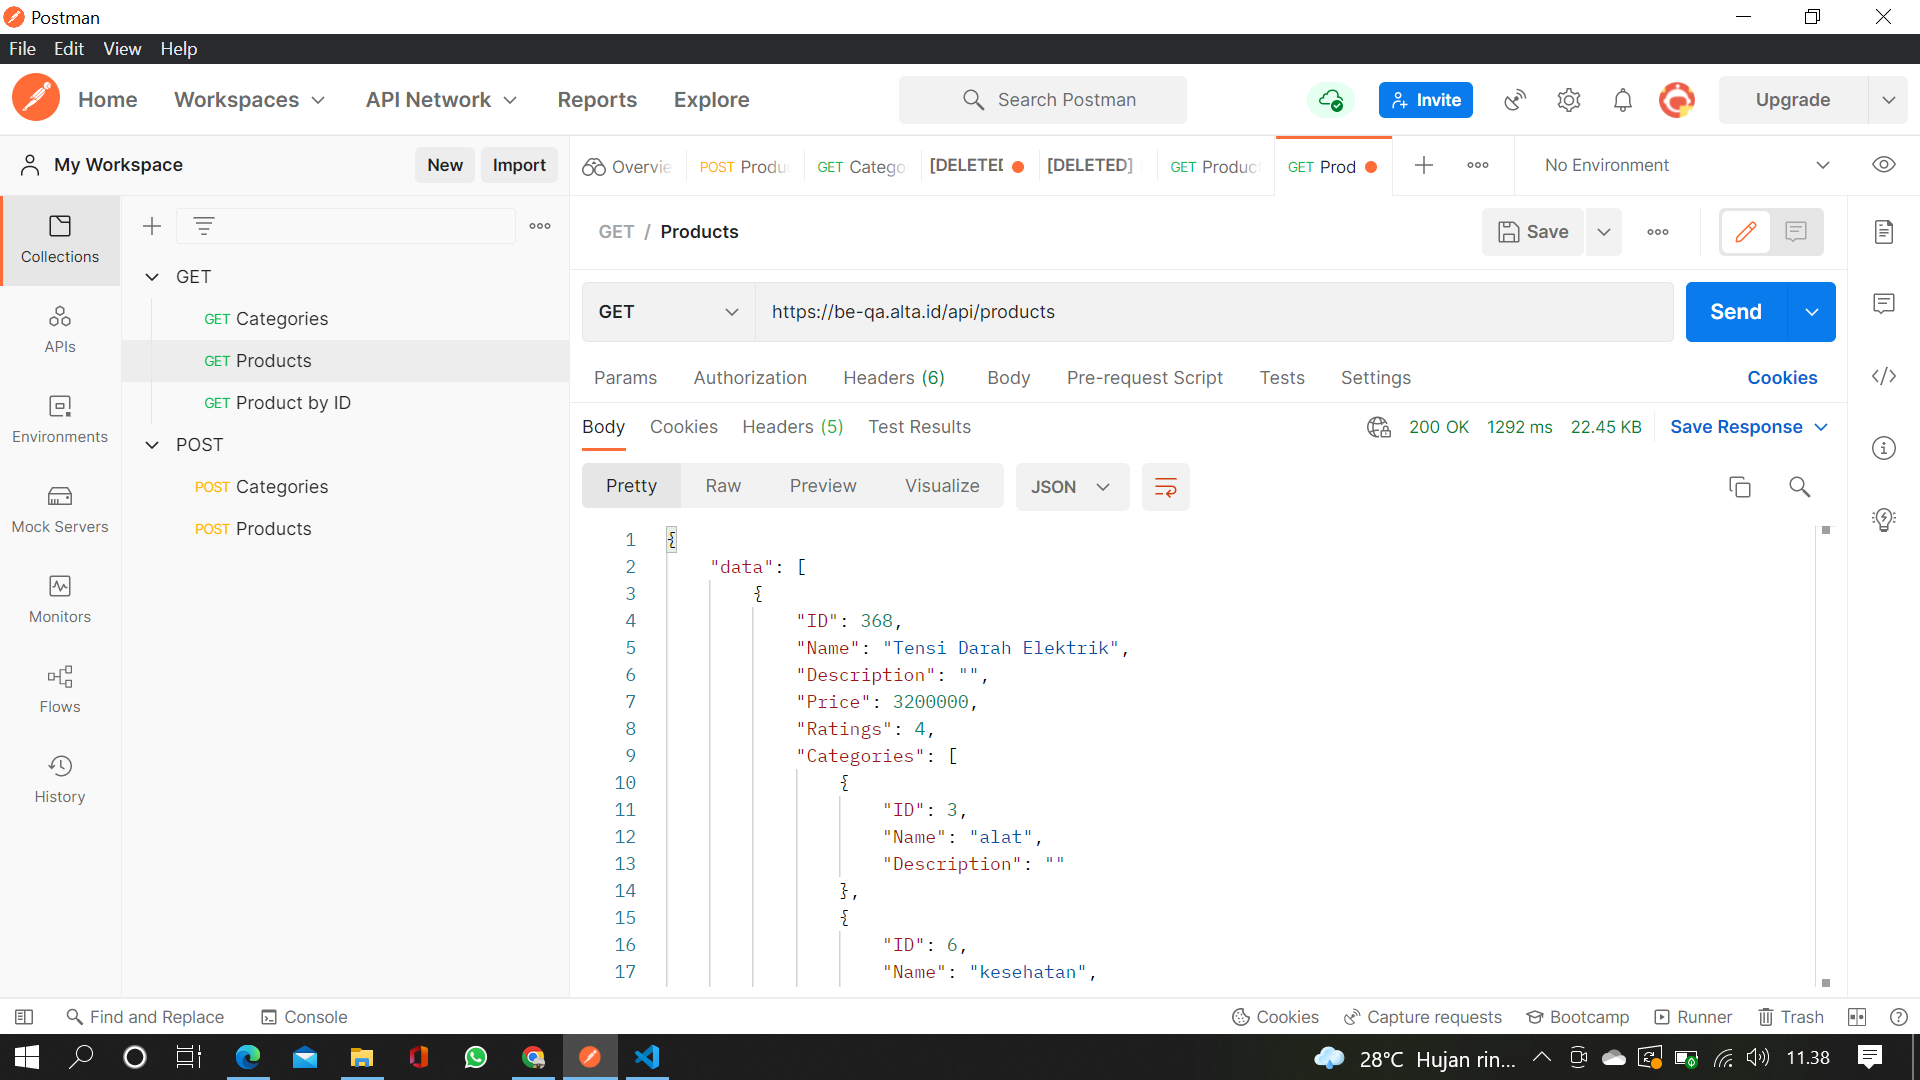 Postman
File Edit View Help
Home Workspaces API Network Reports Explore Search Postman Invite Upgrade
My Workspace New Import Overvie POST Produ GET Catego [DELETED [DELETED] GET Produc GET Prod No Environment
GET / Products Save
Collections
GET
GET Categories
GET Products
GET Product by ID
POST
POST Categories
POST Products
APIs
Environments
Mock Servers
Monitors
Flows
History
GET https://be-qa.alta.id/api/products Send
Params Authorization Headers (6) Body Pre-request Script Tests Settings Cookies
Body Cookies Headers (5) Test Results 200 OK 1292 ms 22.45 KB Save Response
Pretty Raw Preview Visualize JSON
1 {
2 "data": [
3 {
4 "ID": 368,
5 "Name": "Tensi Darah Elektrik",
6 "Description": "",
7 "Price": 3200000,
8 "Ratings": 4,
9 "Categories": [
10 {
11 "ID": 3,
12 "Name": "alat",
13 "Description": ""
14 },
15 {
16 "ID": 6,
17 "Name": "kesehatan",
Find and Replace Console Cookies Capture requests Bootcamp Runner Trash
28°C Hujan rin... 11.38